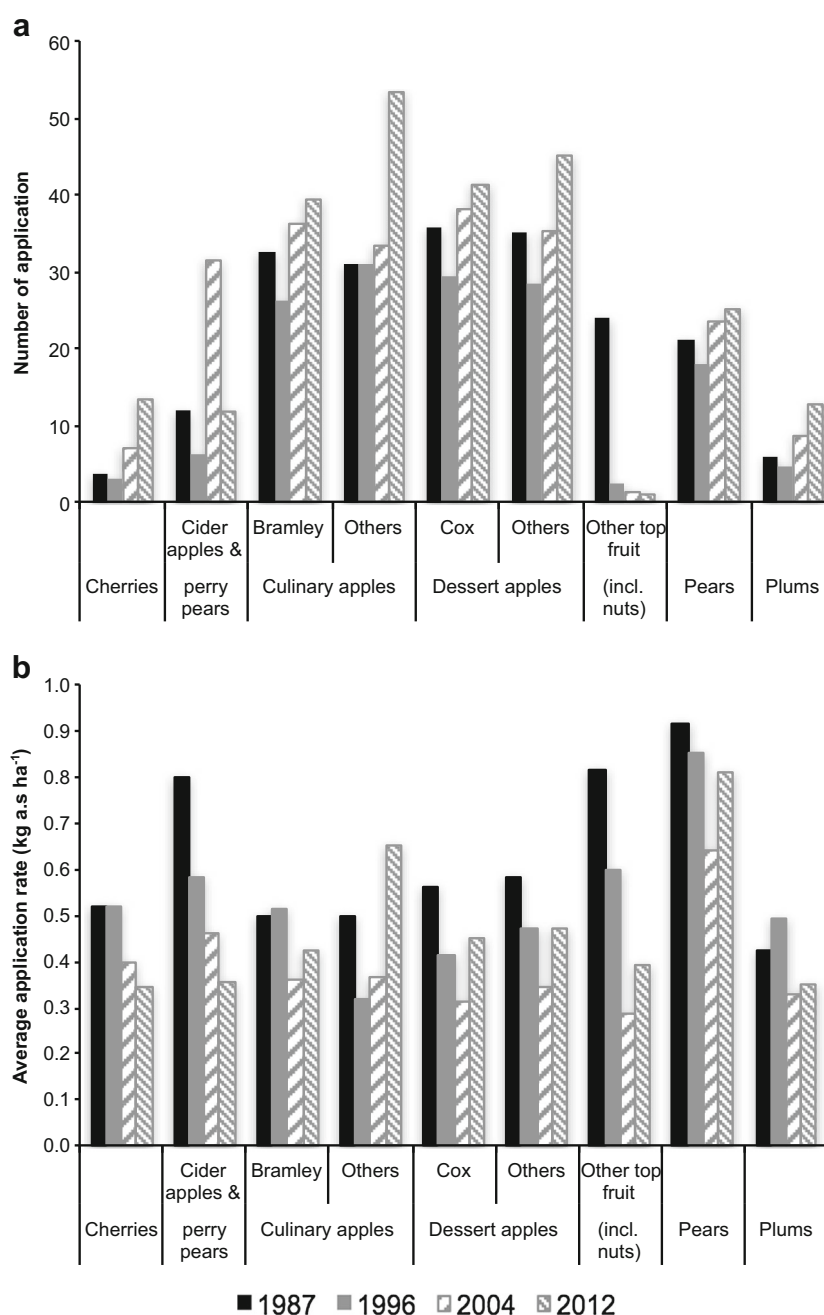 a
60
50
40
30
20
10
0
Number of application
Cider apples & perry pears
Bramley
Others
Cox
Others
Other top fruit (incl. nuts)
Cherries
Culinary apples
Dessert apples
Pears
Plums
b
1.0
0.9
0.8
0.7
0.6
0.5
0.4
0.3
0.2
0.1
0.0
Average application rate (kg a.s ha⁻¹)
Cider apples & perry pears
Bramley
Others
Cox
Others
Other top fruit (incl. nuts)
Cherries
Culinary apples
Dessert apples
Pears
Plums
1987 1996 2004 2012